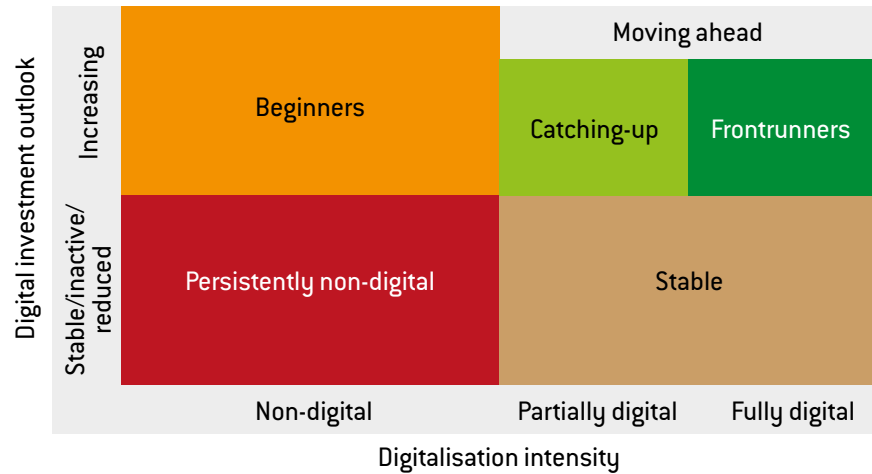 Digital investment outlook
Increasing
Stable/inactive/
reduced
Moving ahead
Beginners
Catching-up
Frontrunners
Persistently non-digital
Stable
Non-digital
Partially digital
Fully digital
Digitalisation intensity